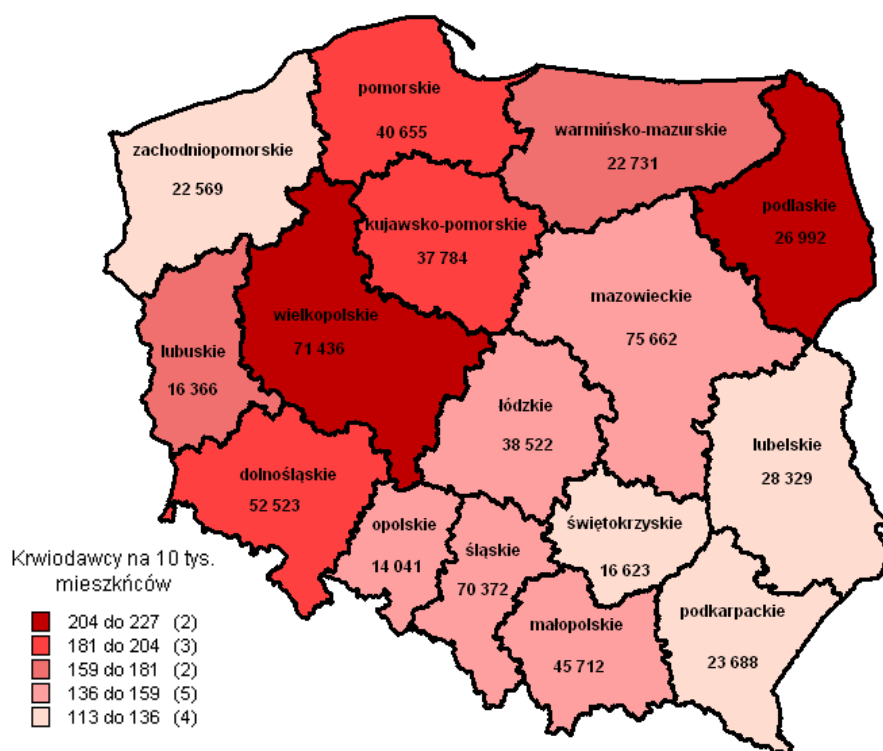 pomorskie
40 655
warmińsko-mazurskie
22 731
zachodniopomorskie
22 569
podlaskie
26 992
kujawsko-pomorskie
37 784
mazowieckie
75 662
wielkopolskie
71 436
lubuskie
16 366
łódzkie
38 522
lubelskie
28 329
dolnośląskie
52 523
opolskie
14 041
śląskie
70 372
świętokrzyskie
16 623
małopolskie
45 712
podkarpackie
23 688
Krwiodawcy na 10 tys.
mieszkńców
204 do 227 (2)
181 do 204 (3)
159 do 181 (2)
136 do 159 (5)
113 do 136 (4)